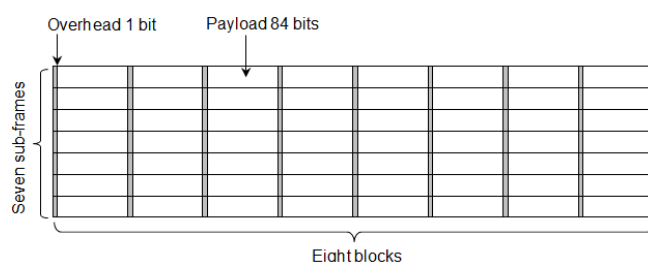 Overhead 1 bit
Payload 84 bits
Seven sub-frames
Eight blocks